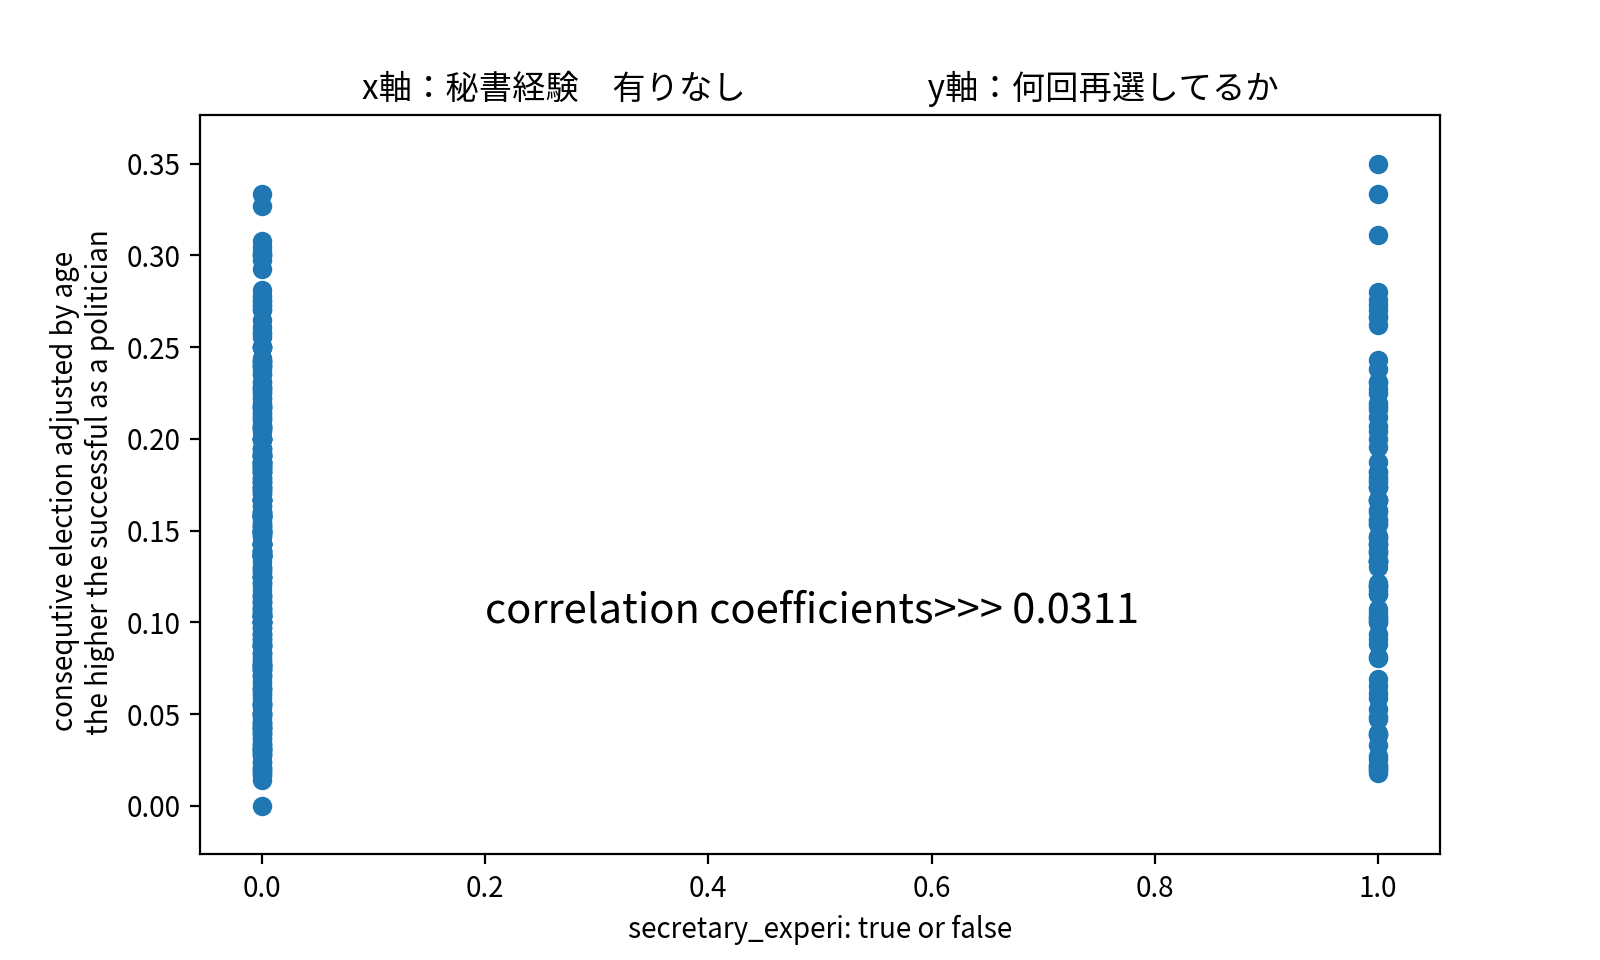 x軸：秘書経験　有りなし
y軸：何回再選してるか
consequtive election adjusted by age
the higher the successful as a politician
0.35
0.30
0.25
0.20
0.15
0.10
0.05
0.00
correlation coefficients>>> 0.0311
0.0 0.2 0.4 0.6 0.8 1.0
secretary_experi: true or false